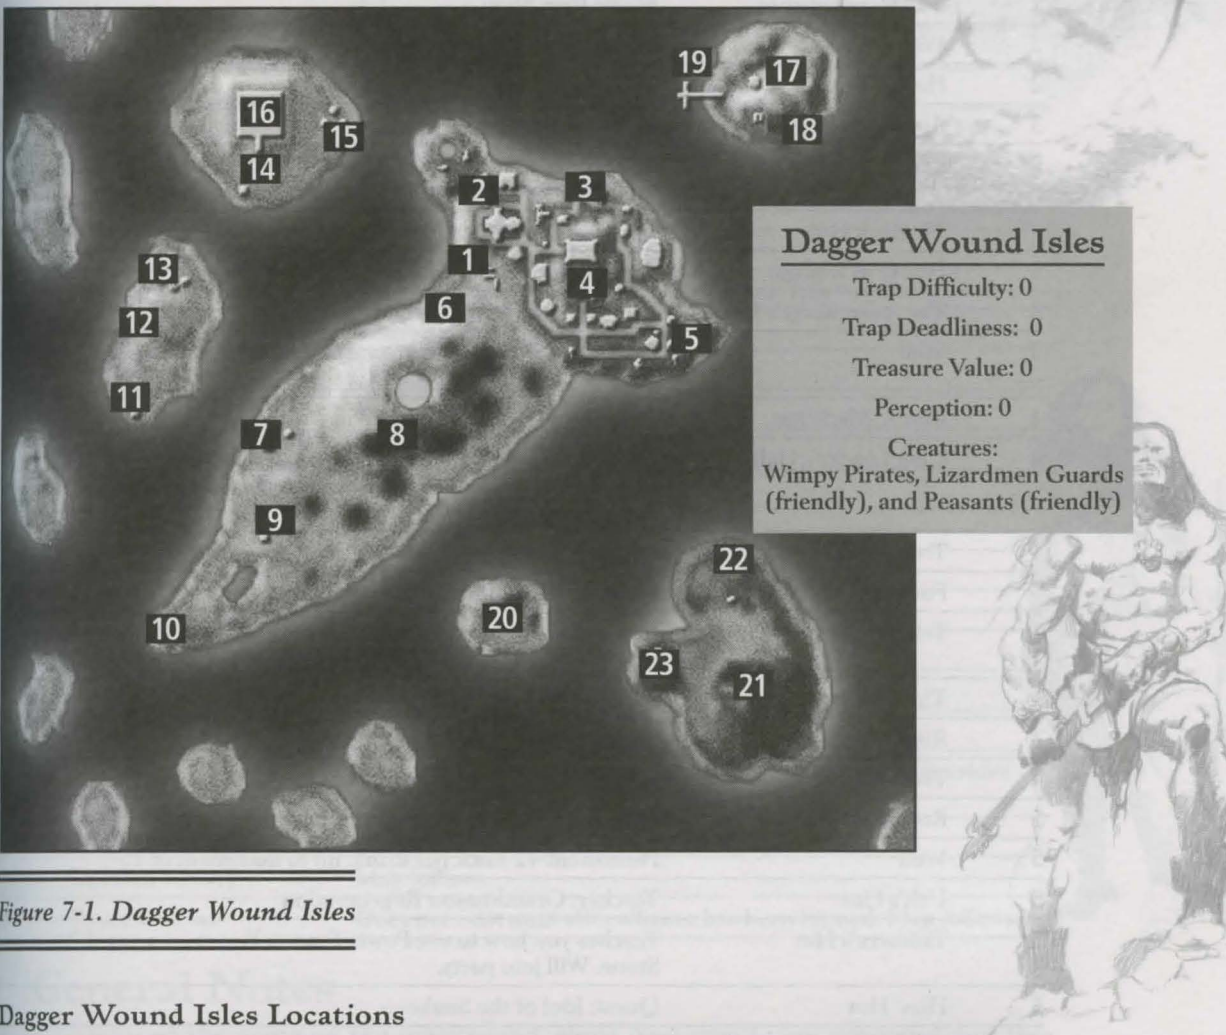 19
17
16
15
18
14
2
3
Dagger Wound Isles
1
4
13
Trap Difficulty: 0
6
12
Trap Deadliness: 0
5
Treasure Value: 0
11
Perception: 0
7
8
Creatures:
Wimpy Pirates, Lizardmen Guards
(friendly), and Peasants (friendly)
9
22
20
10
23
21
Figure 7-1. Dagger Wound Isles
Dagger Wound Isles Locations